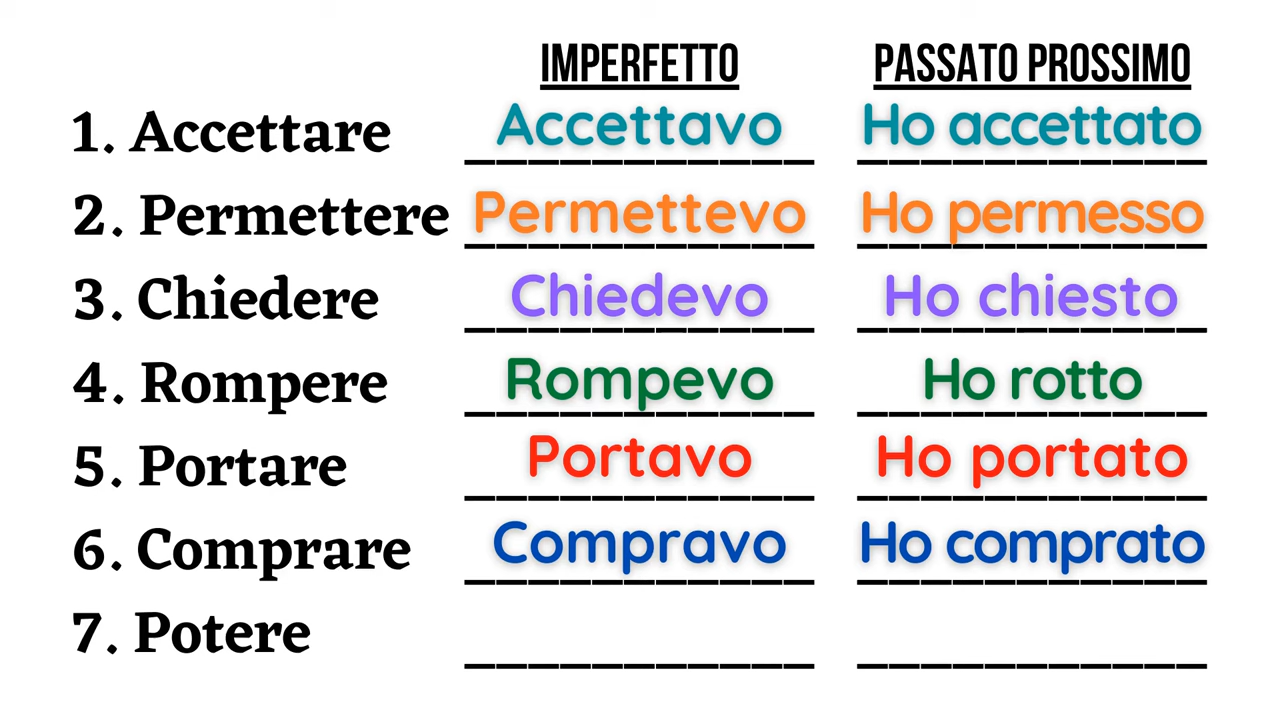 IMPERFETTO PASSATO PROSSIMO
1. Accettare Accettavo Ho accettato
2. Permettere Permettevo Ho permesso
3. Chiedere Chiedevo Ho chiesto
4. Rompere Rompevo Ho rotto
5. Portare Portavo Ho portato
6. Comprare Compravo Ho comprato
7. Potere